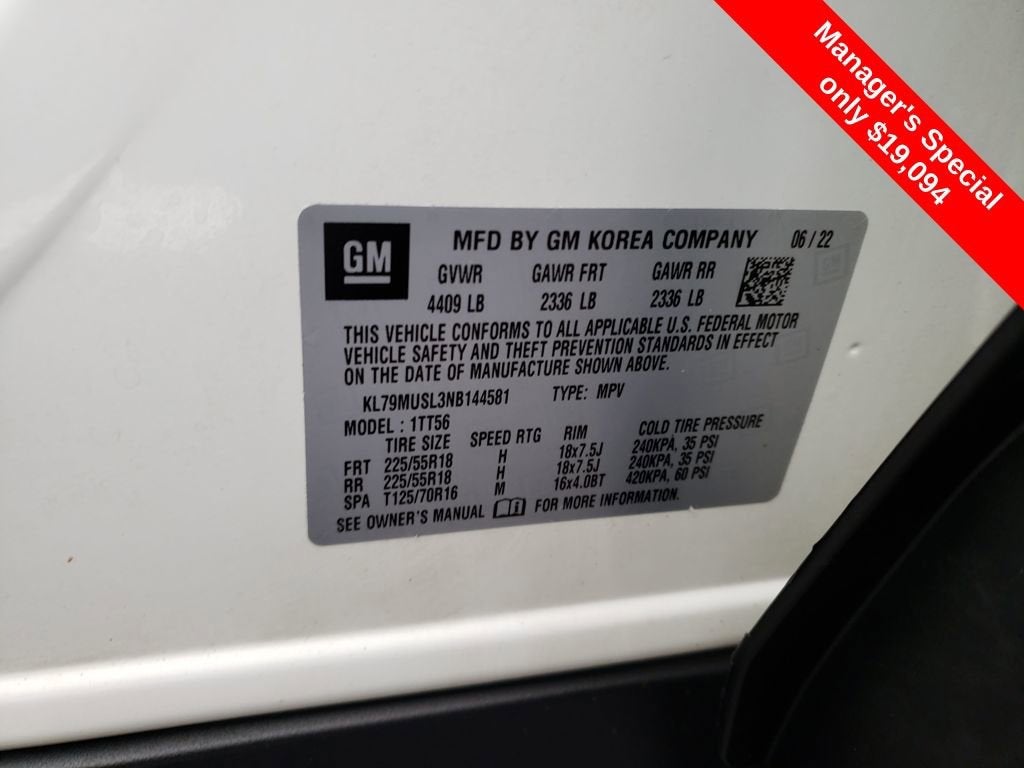 Manager's Special
only $19,094
GM MFD BY GM KOREA COMPANY 06/22
GVWR GAWR FRT GAWR RR
4409 LB 2336 LB 2336 LB
THIS VEHICLE CONFORMS TO ALL APPLICABLE U.S. FEDERAL MOTOR
VEHICLE SAFETY AND THEFT PREVENTION STANDARDS IN EFFECT
ON THE DATE OF MANUFACTURE SHOWN ABOVE.
KL79MUSL3NB144581 TYPE: MPV
MODEL : 1TT56
TIRE SIZE SPEED RTG RIM COLD TIRE PRESSURE
FRT 225/55R18 H 18x7.5J 240KPA, 35 PSI
RR 225/55R18 H 18x7.5J 240KPA, 35 PSI
SPA T125/70R16 M 16x4.0BT 420KPA, 60 PSI
SEE OWNER'S MANUAL FOR MORE INFORMATION.